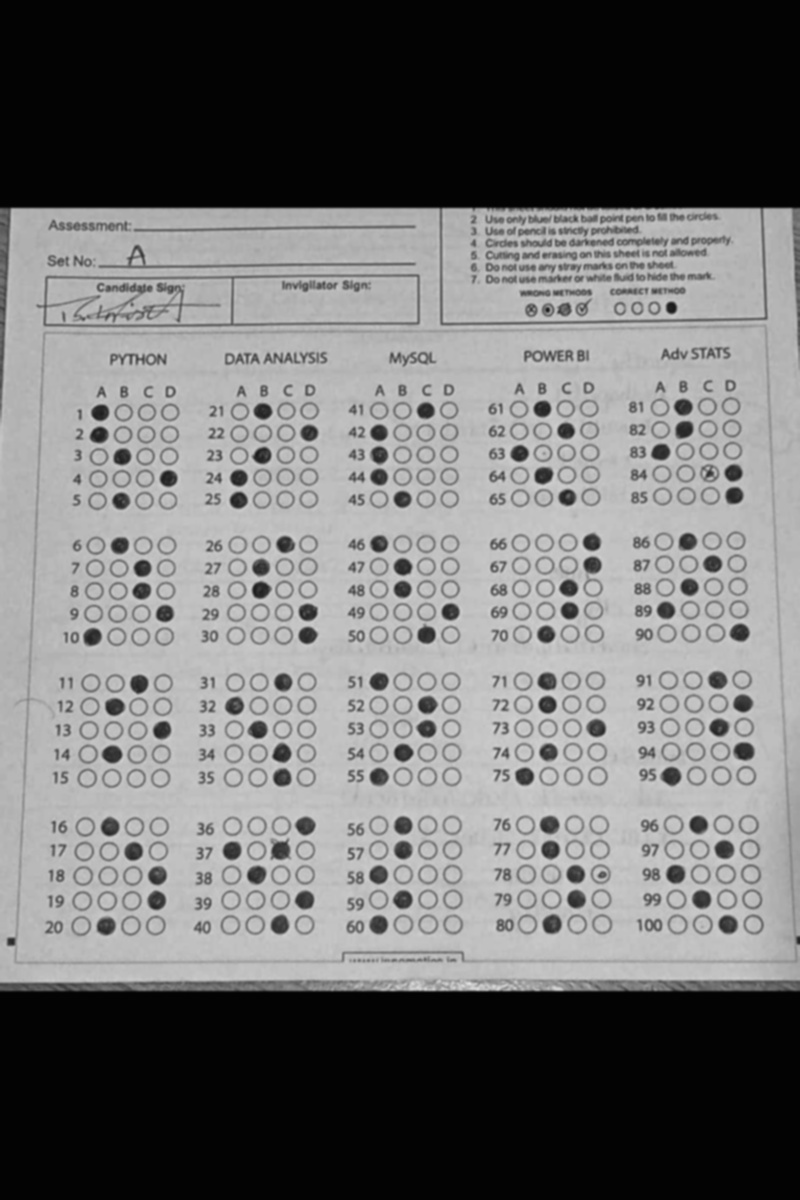 Assessment:
Set No: A
Candidate Sign:
Invigilator Sign:
2. Use only blue/ black ball point pen to fill the circles.
3. Use of pencil is strictly prohibited.
4. Circles should be darkened completely and properly.
5. Cutting and erasing on this sheet is not allowed.
6. Do not use any stray marks on the sheet.
7. Do not use marker or white fluid to hide the mark.
WRONG METHODS CORRECT METHOD
PYTHON DATA ANALYSIS MySQL POWER BI Adv STATS
A B C D A B C D A B C D A B C D A B C D
1 21 41 61 81
2 22 42 62 82
3 23 43 63 83
4 24 44 64 84
5 25 45 65 85
6 26 46 66 86
7 27 47 67 87
8 28 48 68 88
9 29 49 69 89
10 30 50 70 90
11 31 51 71 91
12 32 52 72 92
13 33 53 73 93
14 34 54 74 94
15 35 55 75 95
16 36 56 76 96
17 37 57 77 97
18 38 58 78 98
19 39 59 79 99
20 40 60 80 100